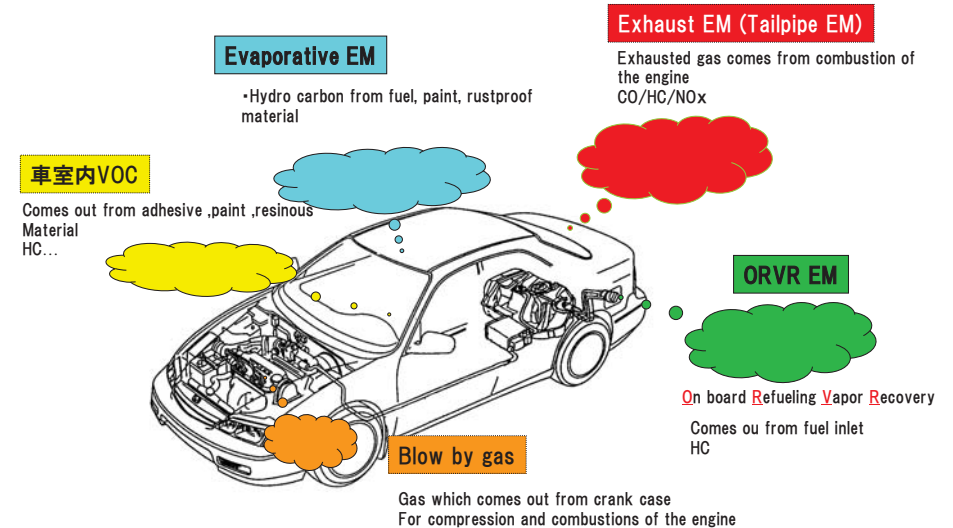 Exhaust EM (Tailpipe EM)
Exhausted gas comes from combustion of
the engine
CO/HC/NOx
Evaporative EM
・Hydro carbon from fuel, paint, rustproof
material
車室内VOC
Comes out from adhesive ,paint ,resinous
Material
HC…
ORVR EM
On board Refueling Vapor Recovery
Comes ou from fuel inlet
HC
Blow by gas
Gas which comes out from crank case
For compression and combustions of the engine